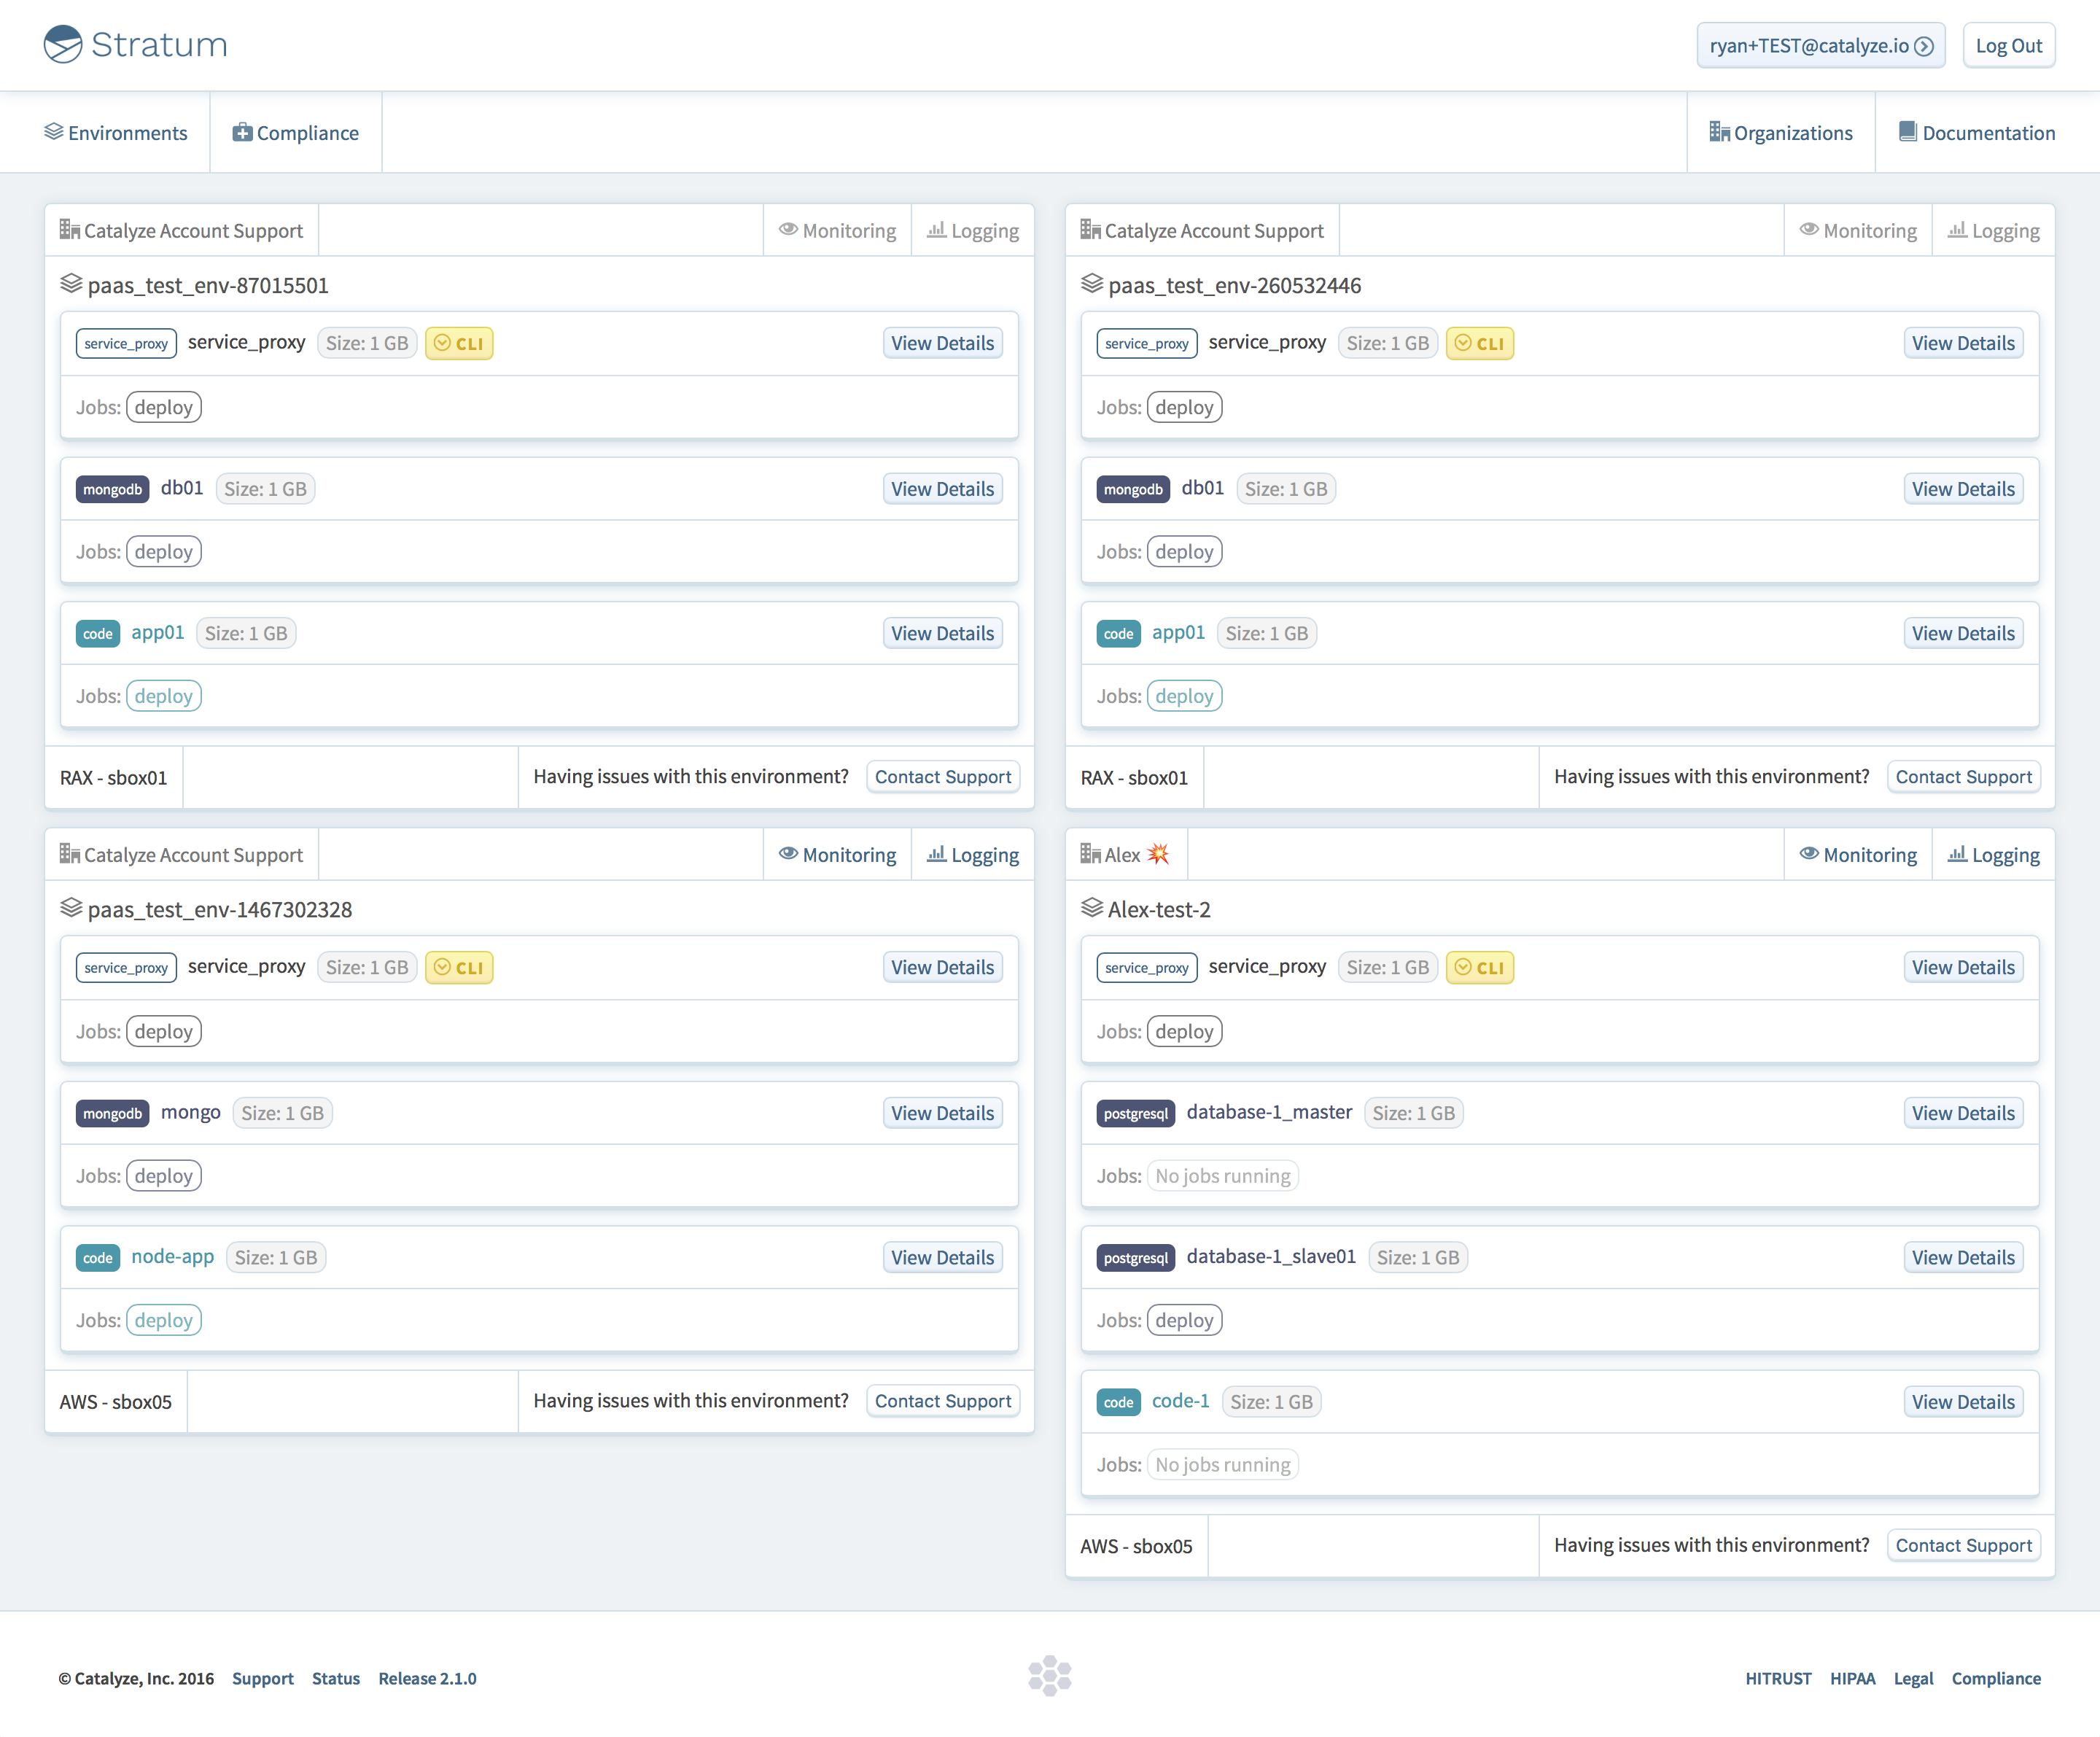 Stratum
ryan+TEST@catalyze.io Log Out
Environments Compliance Organizations Documentation
Catalyze Account Support Monitoring Logging
paas_test_env-87015501
service_proxy service_proxy Size: 1 GB CLI View Details
Jobs: deploy
mongodb db01 Size: 1 GB View Details
Jobs: deploy
code app01 Size: 1 GB View Details
Jobs: deploy
RAX - sbox01 Having issues with this environment? Contact Support
Catalyze Account Support Monitoring Logging
paas_test_env-260532446
service_proxy service_proxy Size: 1 GB CLI View Details
Jobs: deploy
mongodb db01 Size: 1 GB View Details
Jobs: deploy
code app01 Size: 1 GB View Details
Jobs: deploy
RAX - sbox01 Having issues with this environment? Contact Support
Catalyze Account Support Monitoring Logging
paas_test_env-1467302328
service_proxy service_proxy Size: 1 GB CLI View Details
Jobs: deploy
mongodb mongo Size: 1 GB View Details
Jobs: deploy
code node-app Size: 1 GB View Details
Jobs: deploy
AWS - sbox05 Having issues with this environment? Contact Support
Alex 💥 Monitoring Logging
Alex-test-2
service_proxy service_proxy Size: 1 GB CLI View Details
Jobs: deploy
postgresql database-1_master Size: 1 GB View Details
Jobs: No jobs running
postgresql database-1_slave01 Size: 1 GB View Details
Jobs: deploy
code code-1 Size: 1 GB View Details
Jobs: No jobs running
AWS - sbox05 Having issues with this environment? Contact Support
© Catalyze, Inc. 2016 Support Status Release 2.1.0 HITRUST HIPAA Legal Compliance